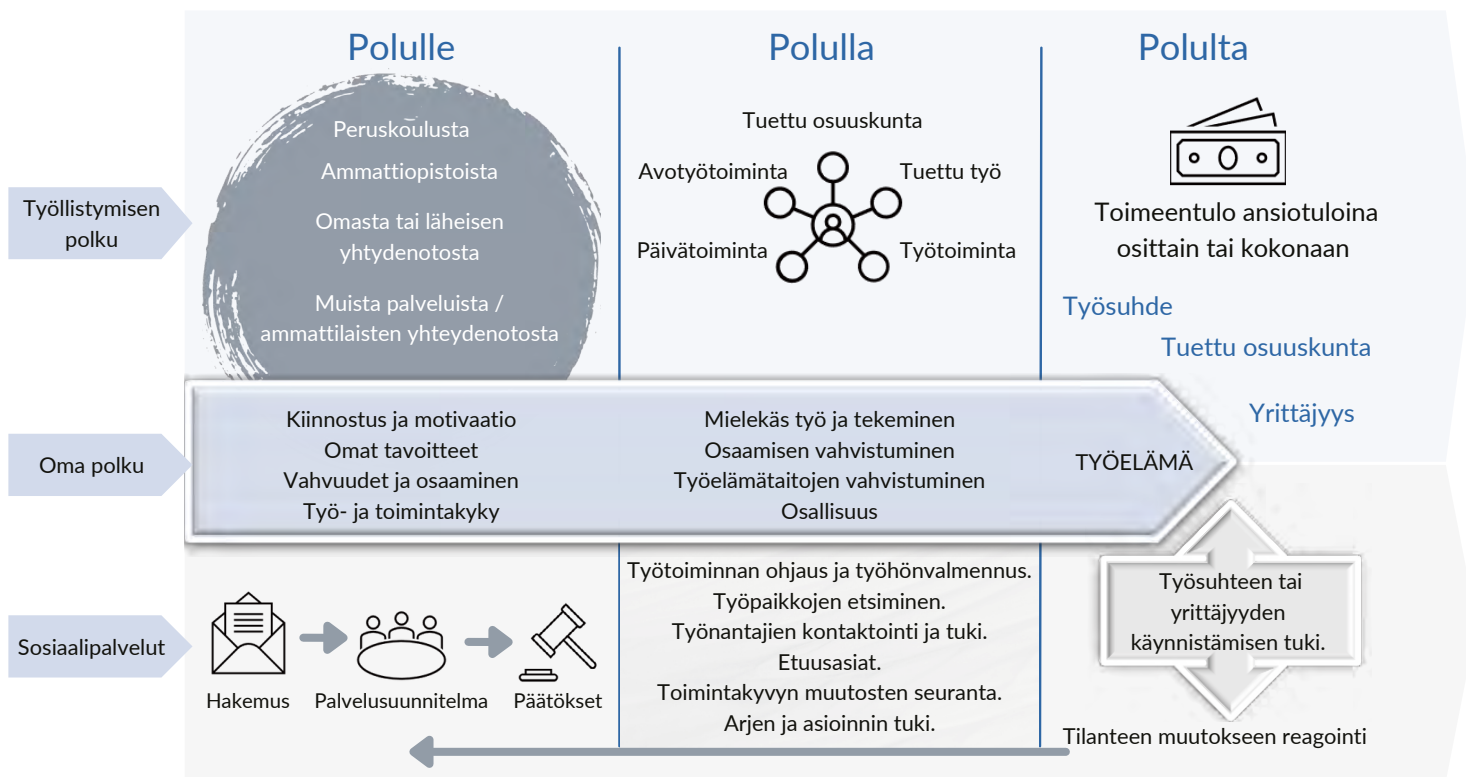 Polulle
Polulla
Polulta
Työllistymisen
polku
Peruskoulusta
Ammattiopistoista
Omasta tai läheisen
yhtydenotosta
Muista palveluista /
ammattilaisten yhteydenotosta
Tuettu osuuskunta
Avotyötoiminta
Tuettu työ
Päivätoiminta
Työtoiminta
Toimeentulo ansiotuloina
osittain tai kokonaan
Työsuhde
Tuettu osuuskunta
Yrittäjyys
Oma polku
Kiinnostus ja motivaatio
Omat tavoitteet
Vahvuudet ja osaaminen
Työ- ja toimintakyky
Mielekäs työ ja tekeminen
Osaamisen vahvistuminen
Työelämätaitojen vahvistuminen
Osallisuus
TYÖELÄMÄ
Sosiaalipalvelut
Hakemus
Palvelusuunnitelma
Päätökset
Työtoiminnan ohjaus ja työhönvalmennus.
Työpaikkojen etsiminen.
Työnantajien kontaktointi ja tuki.
Etuusasiat.
Toimintakyvyn muutosten seuranta.
Arjen ja asioinnin tuki.
Työsuhteen tai
yrittäjyyden
käynnistämisen tuki.
Tilanteen muutokseen reagointi